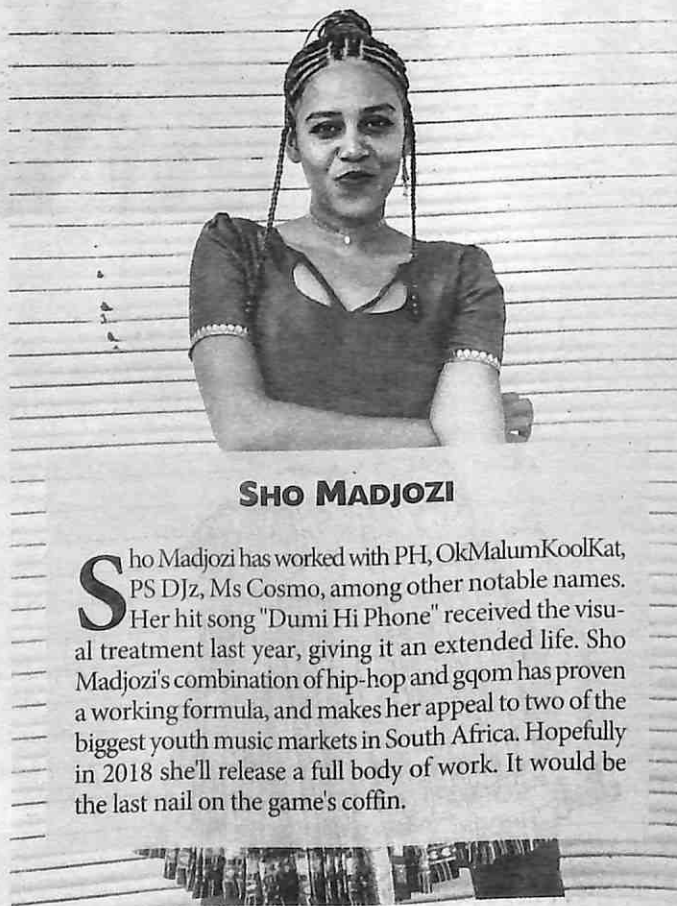 SHO MADJOZI
Sho Madjozi has worked with PH, OkMalumKoolKat,
PS DJz, Ms Cosmo, among other notable names.
Her hit song "Dumi Hi Phone" received the visu-
al treatment last year, giving it an extended life. Sho
Madjozi's combination of hip-hop and gqom has proven
a working formula, and makes her appeal to two of the
biggest youth music markets in South Africa. Hopefully
in 2018 she'll release a full body of work. It would be
the last nail on the game's coffin.